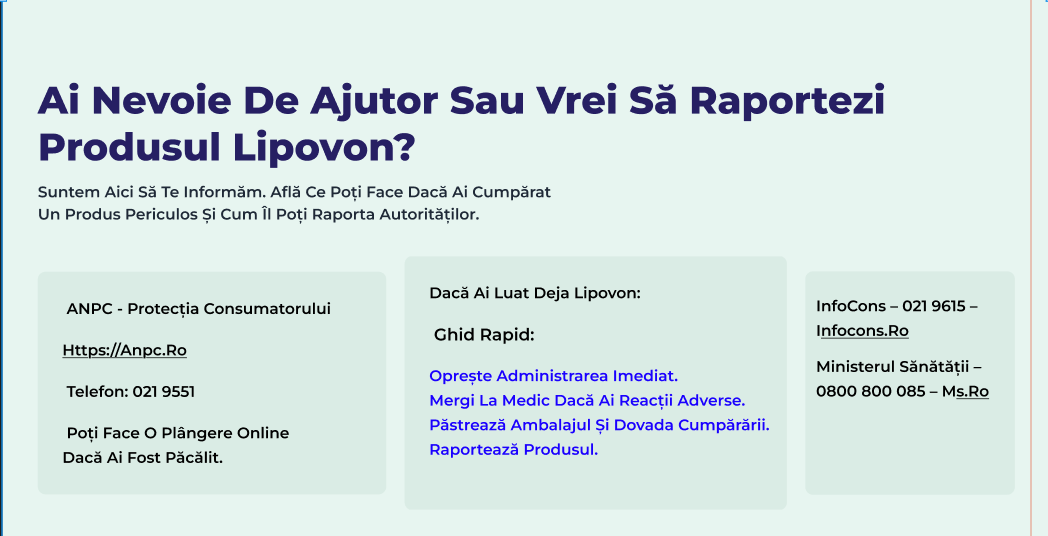 Ai Nevoie De Ajutor Sau Vrei Să Raportezi
Produsul Lipovon?
Suntem Aici Să Te Informăm. Află Ce Poți Face Dacă Ai Cumpărat
Un Produs Periculos Și Cum Îl Poți Raporta Autorităților.
ANPC - Protecția Consumatorului
Https://Anpc.Ro
Telefon: 021 9551
Poți Face O Plângere Online
Dacă Ai Fost Păcălit.
Dacă Ai Luat Deja Lipovon:
Ghid Rapid:
Oprește Administrarea Imediat.
Mergi La Medic Dacă Ai Reacții Adverse.
Păstrează Ambalajul Și Dovada Cumpărării.
Raportează Produsul.
InfoCons – 021 9615 –
Infocons.Ro
Ministerul Sănătății –
0800 800 085 – Ms.Ro